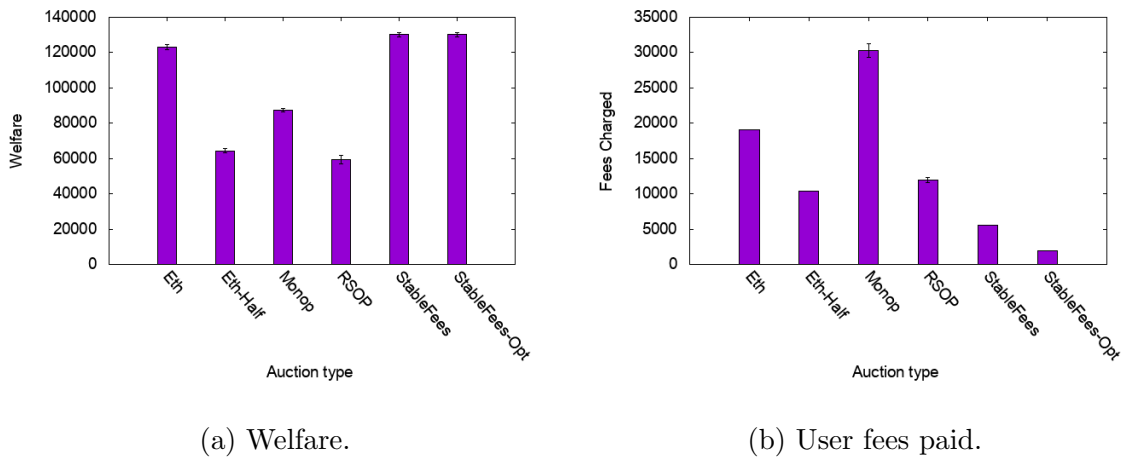 140000
120000
100000
80000
60000
40000
20000
0
Welfare
Eth
Eth-Half
Monop
RSOP
StableFees
StableFees-Opt
Auction type
(a) Welfare.
35000
30000
25000
20000
15000
10000
5000
0
Fees Charged
Eth
Eth-Half
Monop
RSOP
StableFees
StableFees-Opt
Auction type
(b) User fees paid.